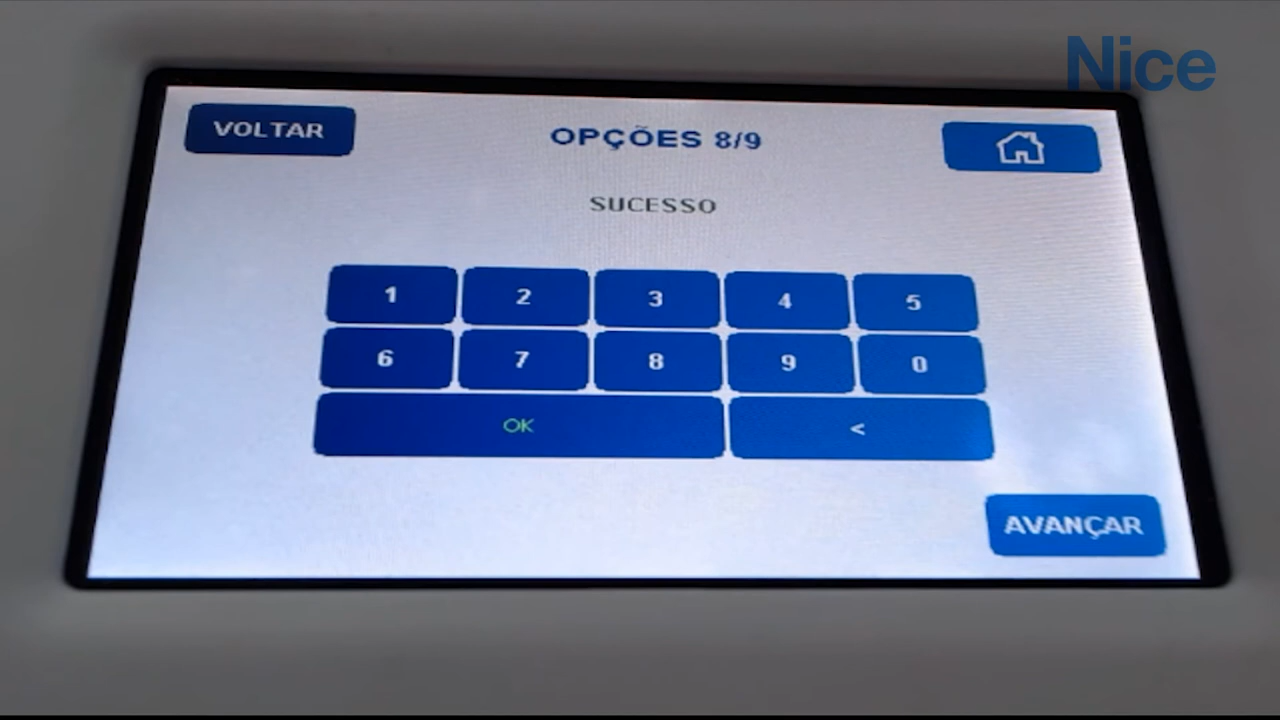 Nice
VOLTAR
OPÇÕES 8/9
SUCESSO
1 2 3 4 5
6 7 8 9 0
OK <
AVANÇAR